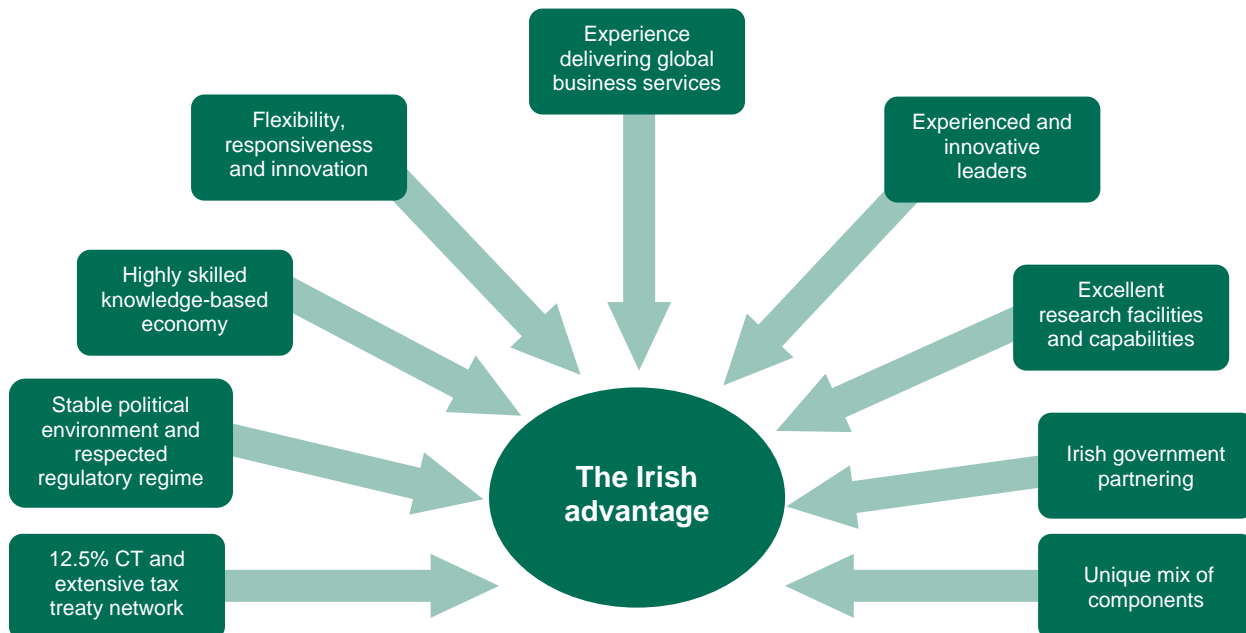 Experience
delivering global
business services
Flexibility,
responsiveness
and innovation
Experienced and
innovative
leaders
Highly skilled
knowledge-based
economy
Excellent
research facilities
and capabilities
Stable political
environment and
respected
regulatory regime
The Irish
advantage
Irish government
partnering
12.5% CT and
extensive tax
treaty network
Unique mix of
components